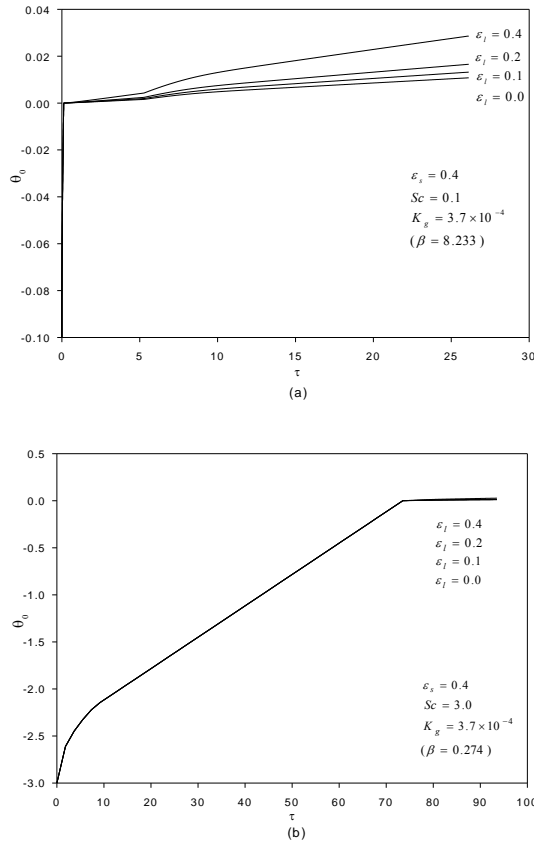 0.04
0.02
0.00
-0.02
-0.04
-0.06
-0.08
-0.10
θ₀
ε_l = 0.4
ε_l = 0.2
ε_l = 0.1
ε_l = 0.0
ε_s = 0.4
Sc = 0.1
K_g = 3.7 × 10⁻⁴
(β = 8.233)
0 5 10 15 20 25 30
τ
(a)
0.5
0.0
-0.5
-1.0
-1.5
-2.0
-2.5
-3.0
θ₀
ε_l = 0.4
ε_l = 0.2
ε_l = 0.1
ε_l = 0.0
ε_s = 0.4
Sc = 3.0
K_g = 3.7 × 10⁻⁴
(β = 0.274)
0 10 20 30 40 50 60 70 80 90 100
τ
(b)